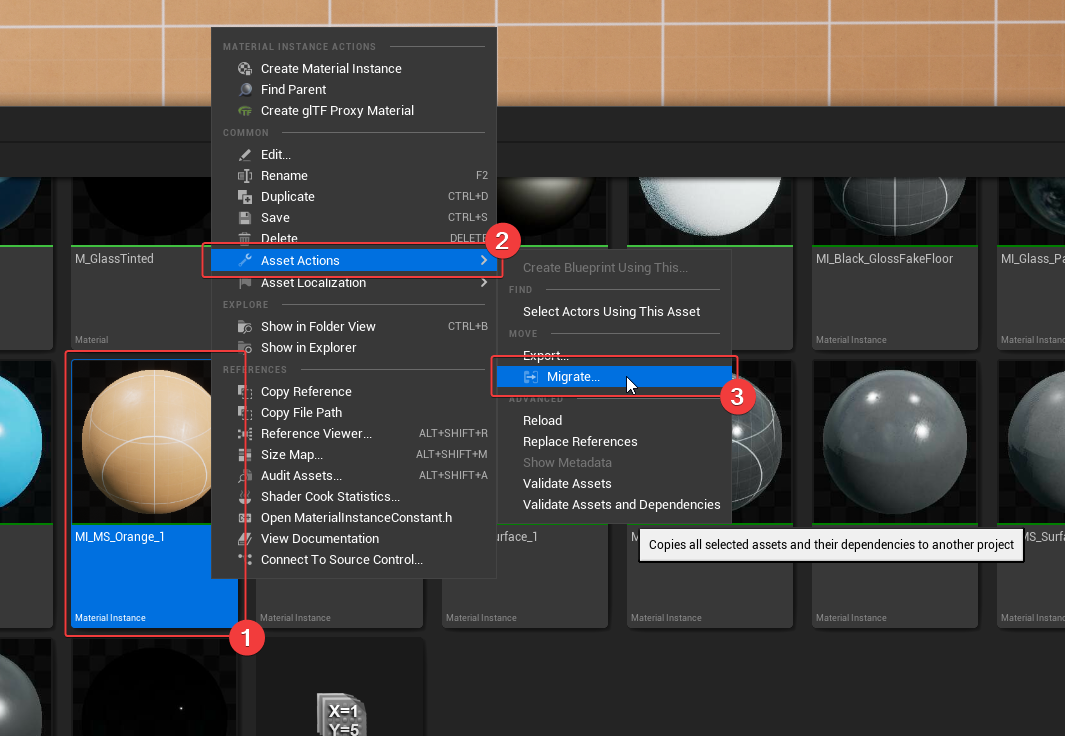 MATERIAL INSTANCE ACTIONS
Create Material Instance
Find Parent
Create glTF Proxy Material
COMMON
Edit...
Rename F2
Duplicate CTRL+D
Save CTRL+S
Delete DELETE
Asset Actions
2
Asset Localization
EXPLORE
Show in Folder View CTRL+B
Show in Explorer
REFERENCES
Copy Reference
Copy File Path
Reference Viewer... ALT+SHIFT+R
Size Map... ALT+SHIFT+M
Audit Assets... ALT+SHIFT+A
Shader Cook Statistics...
Open MaterialInstanceConstant.h
View Documentation
Connect To Source Control...
Create Blueprint Using This...
FIND
Select Actors Using This Asset
MOVE
Export...
Migrate...
3
ADVANCED
Reload
Replace References
Show Metadata
Validate Assets
Validate Assets and Dependencies
Copies all selected assets and their dependencies to another project
M_GlassTinted
Material
MI_Black_GlossFakeFloor
Material Instance
MI_Glass_Pa
Material Instance
MI_MS_Orange_1
Material Instance
1
Material Instance
urface_1
Material Instance
M
Material Instance
Material Instance
MS_Surfa
Material Instance
X=1
Y=5